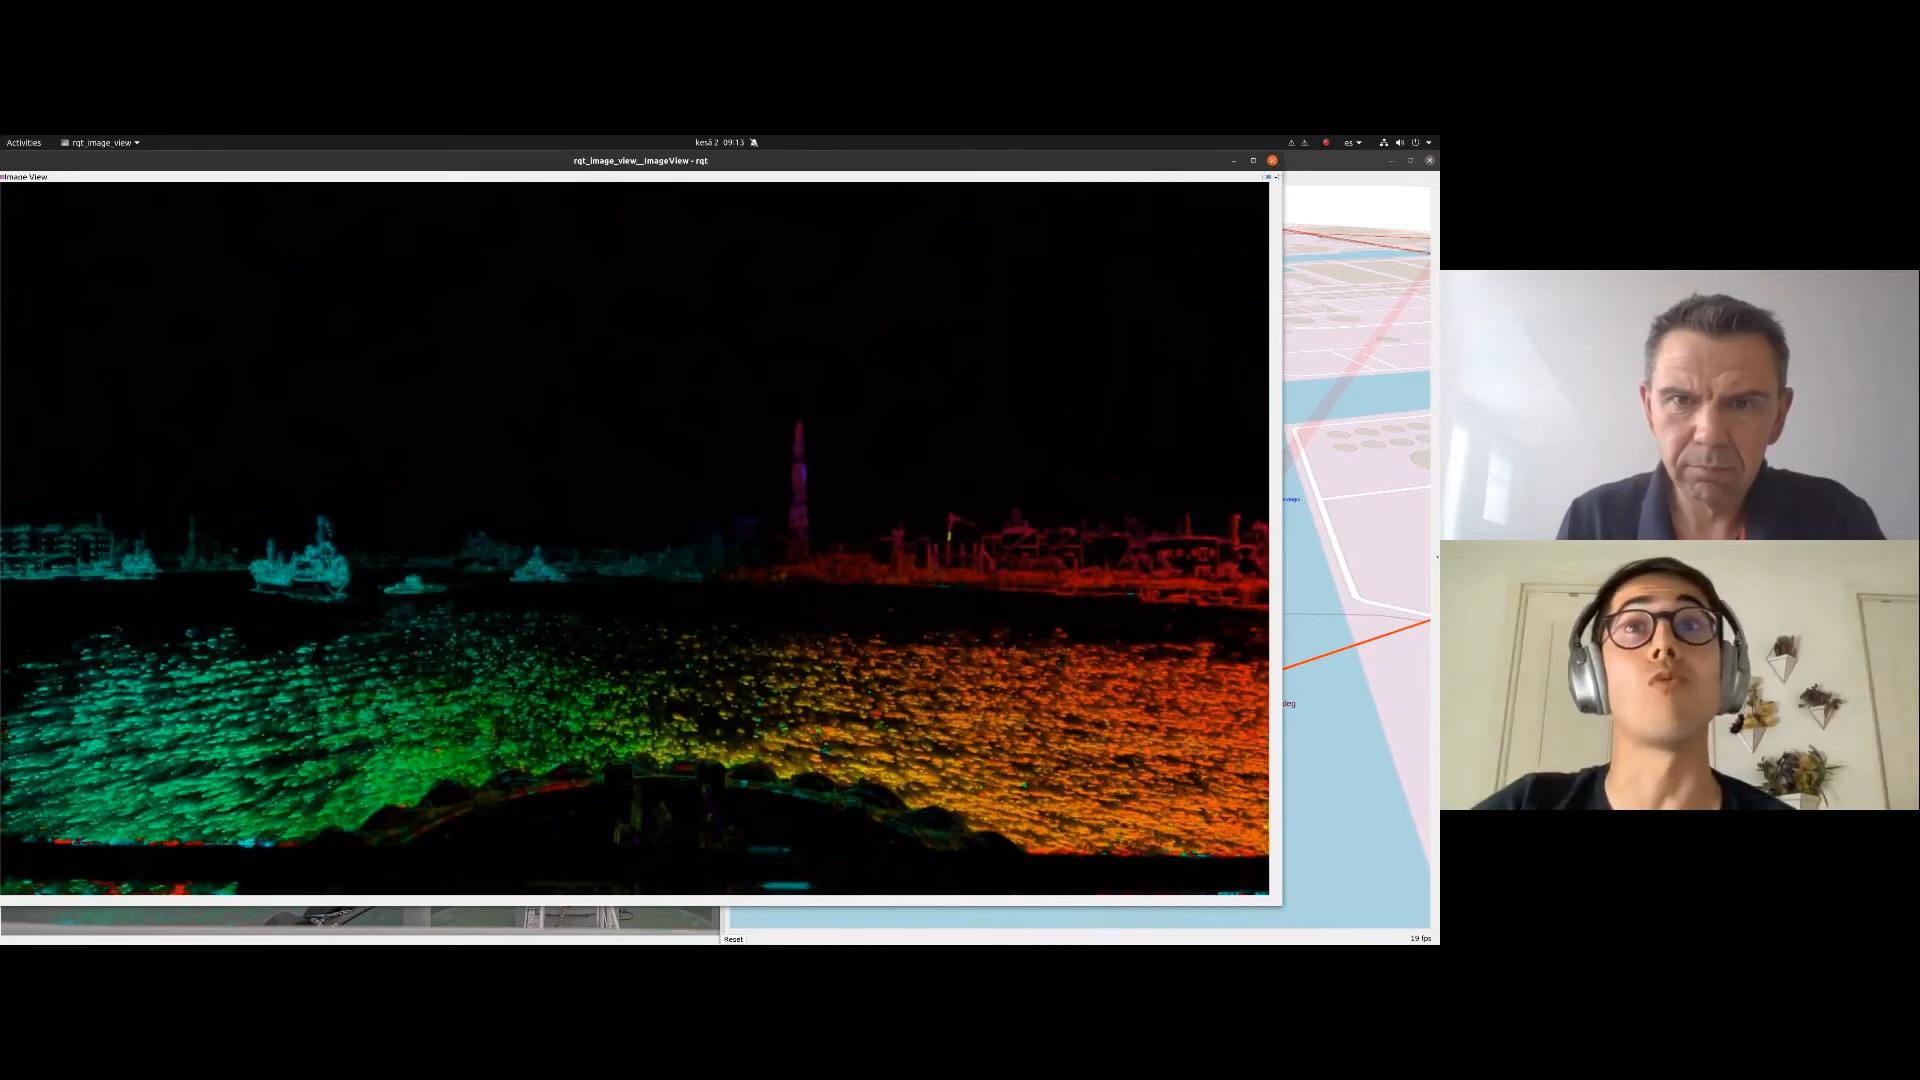 Activities
rqt_image_view
kesä 2 09:13
es
rqt_image_view__ImageView - rqt
Image View
deg
Reset
19 fps